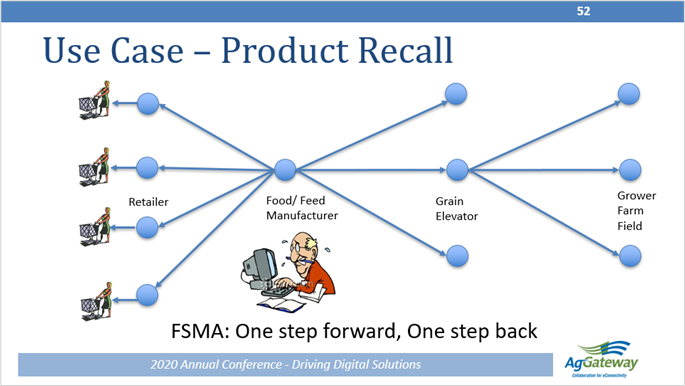 52
Use Case – Product Recall
Retailer
Food/ Feed
Manufacturer
Grain
Elevator
Grower
Farm
Field
FSMA: One step forward, One step back
2020 Annual Conference - Driving Digital Solutions
AgGateway
Collaboration for eConnectivity